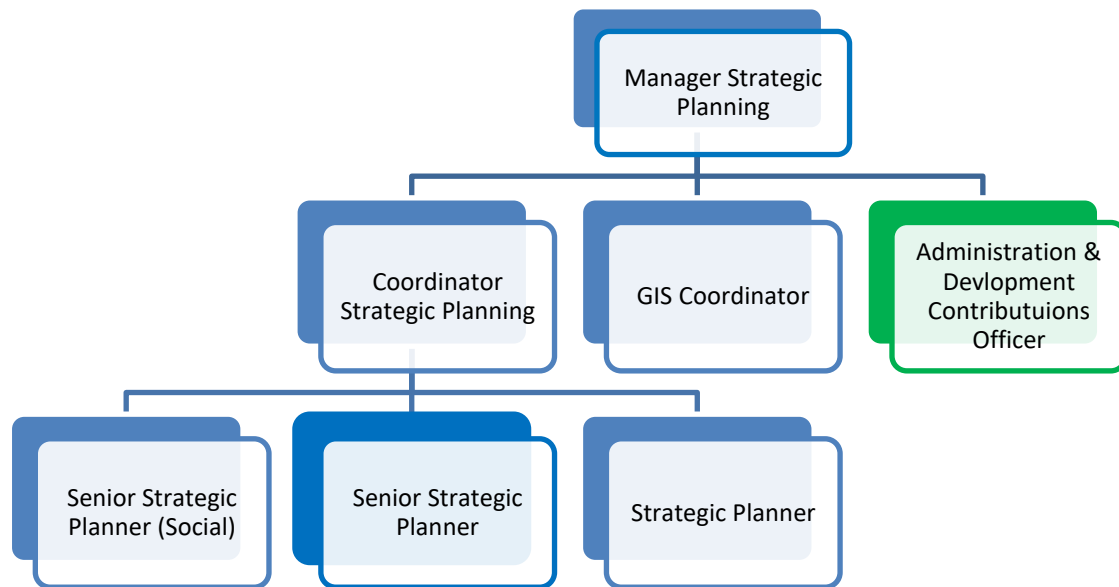 Manager Strategic
Planning
Coordinator
Strategic Planning
GIS Coordinator
Administration &
Devlopment
Contributuions
Officer
Senior Strategic
Planner (Social)
Senior Strategic
Planner
Strategic Planner